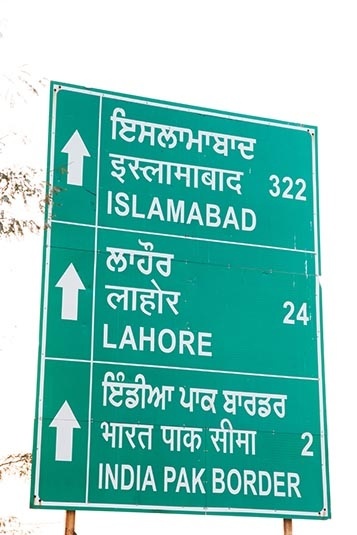 ਇਸਲਾਮਾਬਾਦ
इस्लामाबाद 322
ISLAMABAD
ਲਾਹੌਰ
लाहोर 24
LAHORE
ਇੰਡੀਆ ਪਾਕ ਬਾਰਡਰ
भारत पाक सीमा 2
INDIA PAK BORDER